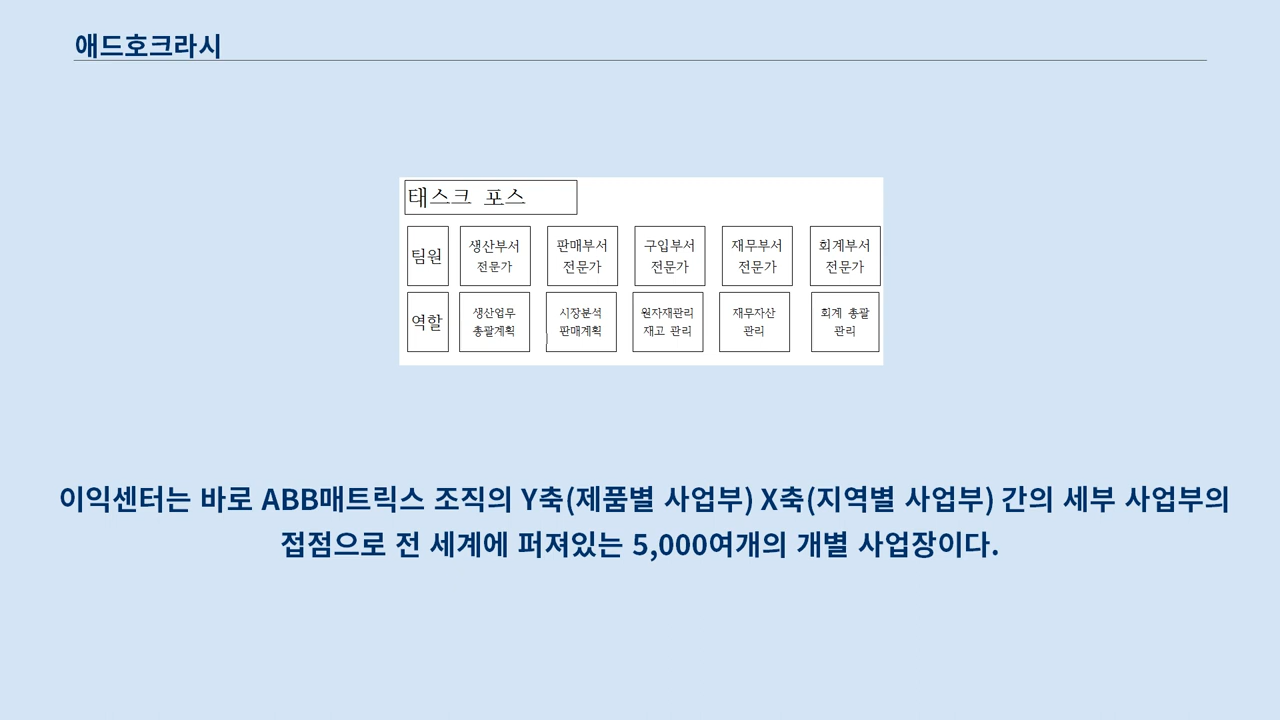 애드호크라시
태스크 포스
팀원
생산부서
전문가
판매부서
전문가
구입부서
전문가
재무부서
전문가
회계부서
전문가
역할
생산업무
총괄계획
시장분석
판매계획
원자재관리
재고 관리
재무자산
관리
회계 총괄
관리
이익센터는 바로 ABB매트릭스 조직의 Y축(제품별 사업부) X축(지역별 사업부) 간의 세부 사업부의
접점으로 전 세계에 퍼져있는 5,000여개의 개별 사업장이다.